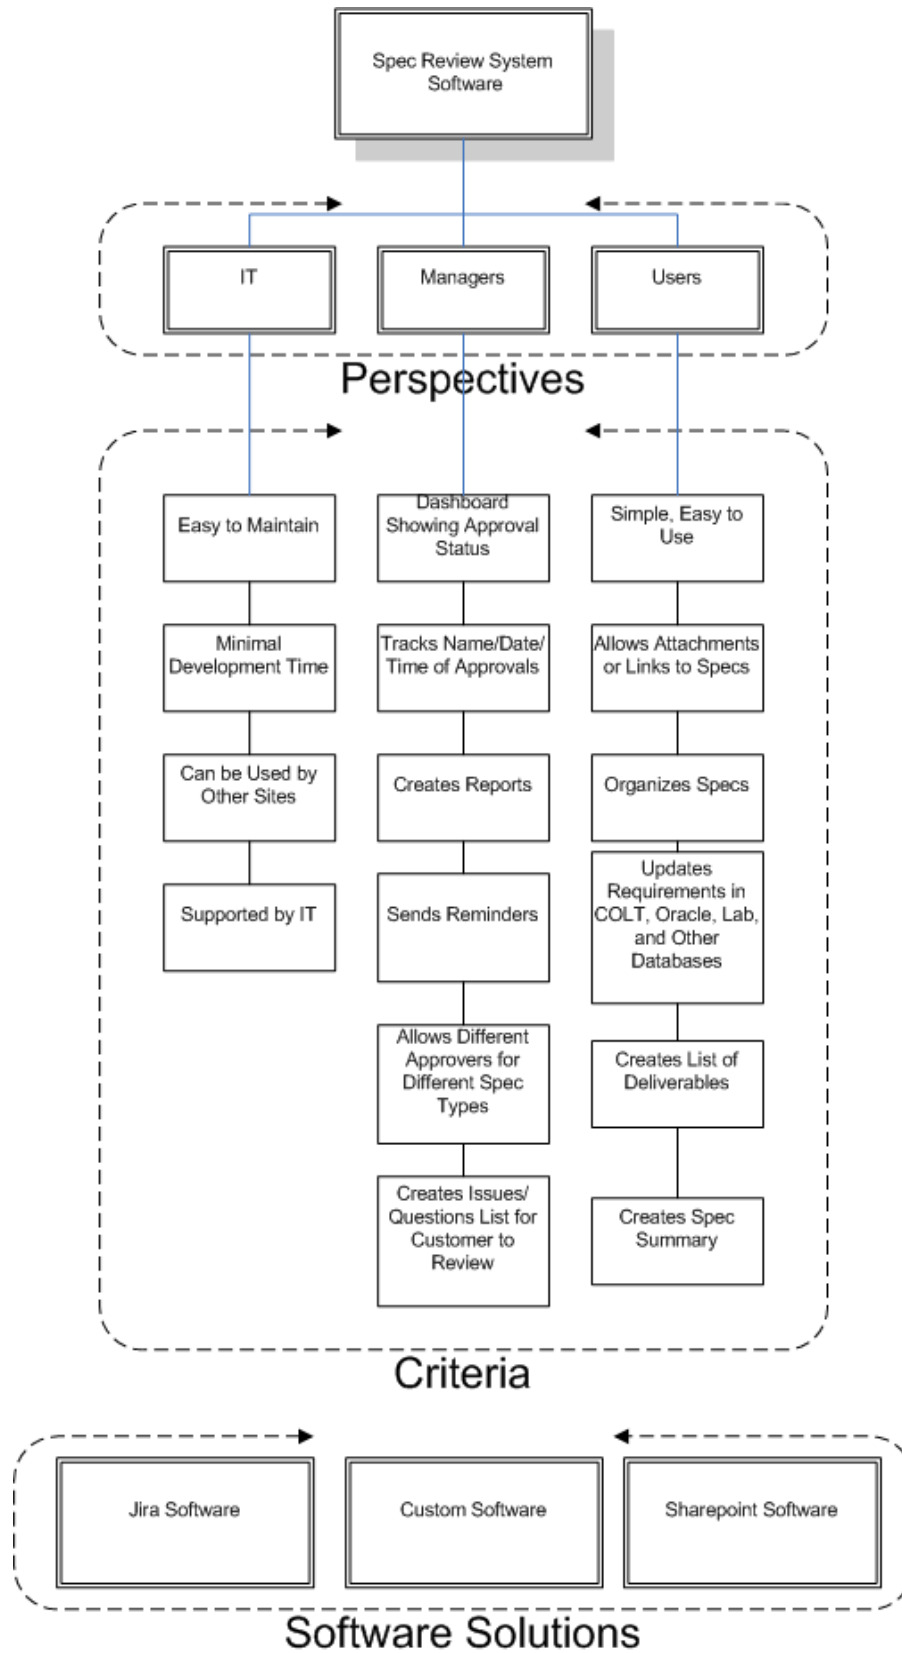 Spec Review System
Software
IT
Managers
Users
Perspectives
Easy to Maintain
Minimal
Development Time
Can be Used by
Other Sites
Supported by IT
Dashboard
Showing Approval
Status
Tracks Name/Date/
Time of Approvals
Creates Reports
Sends Reminders
Allows Different
Approvers for
Different Spec
Types
Creates Issues/
Questions List for
Customer to
Review
Simple, Easy to
Use
Allows Attachments
or Links to Specs
Organizes Specs
Updates
Requirements in
COLT, Oracle, Lab,
and Other
Databases
Creates List of
Deliverables
Creates Spec
Summary
Criteria
Jira Software
Custom Software
Sharepoint Software
Software Solutions